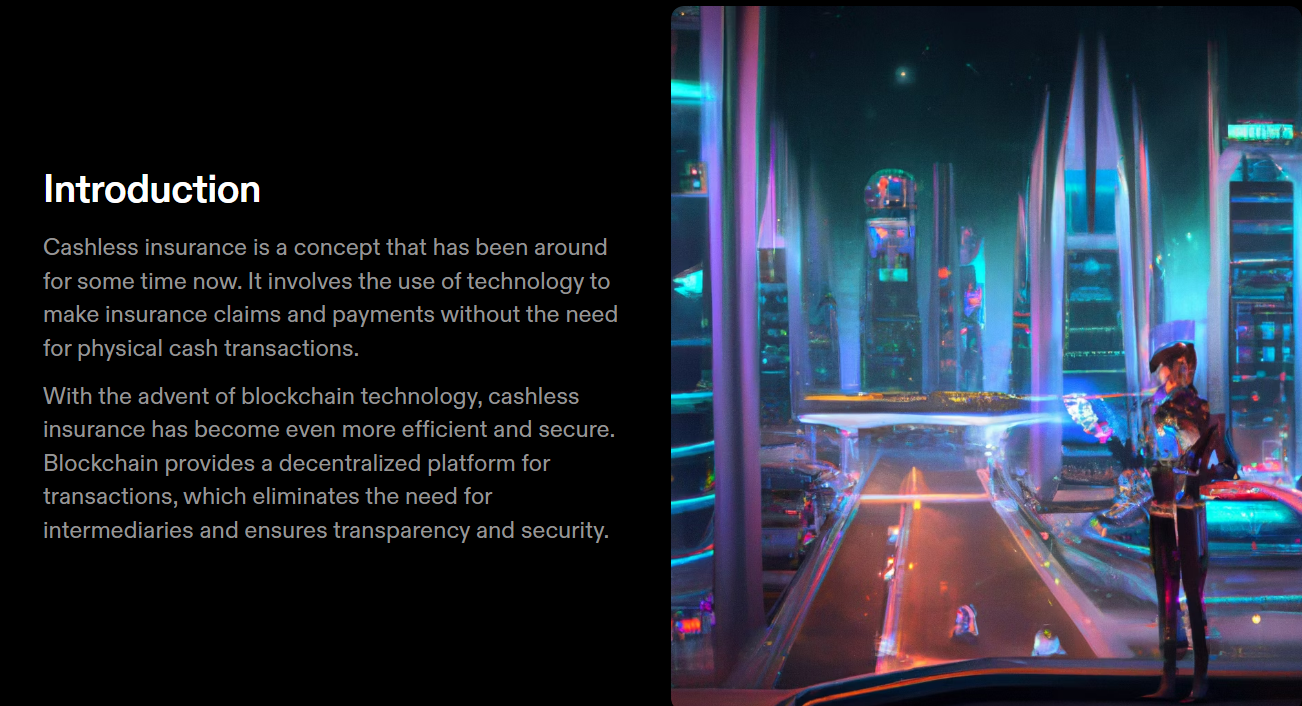 Introduction
Cashless insurance is a concept that has been around
for some time now. It involves the use of technology to
make insurance claims and payments without the need
for physical cash transactions.
With the advent of blockchain technology, cashless
insurance has become even more efficient and secure.
Blockchain provides a decentralized platform for
transactions, which eliminates the need for
intermediaries and ensures transparency and security.